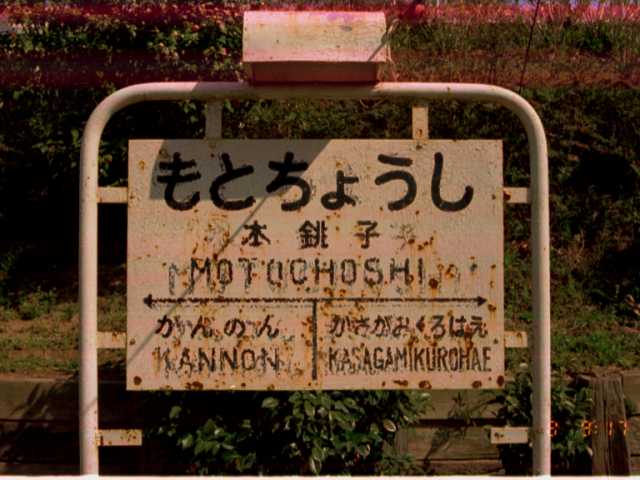 もとちょうし
本銚子
MOTOCHOSHI
かんのん
KANNON
かさがみくろはえ
KASAGAMIKUROHAE